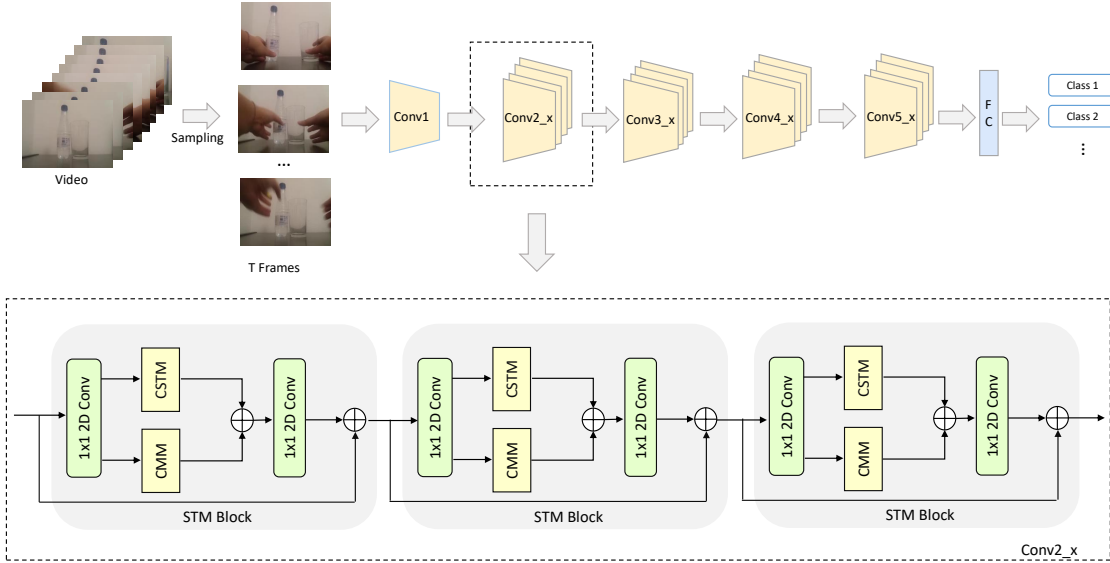 Video
Sampling
...
T Frames
Conv1
Conv2_x
Conv3_x
Conv4_x
Conv5_x
F
C
Class 1
Class 2
...
1x1 2D Conv
CSTM
CMM
1x1 2D Conv
STM Block
1x1 2D Conv
CSTM
CMM
1x1 2D Conv
STM Block
1x1 2D Conv
CSTM
CMM
1x1 2D Conv
STM Block
Conv2_x